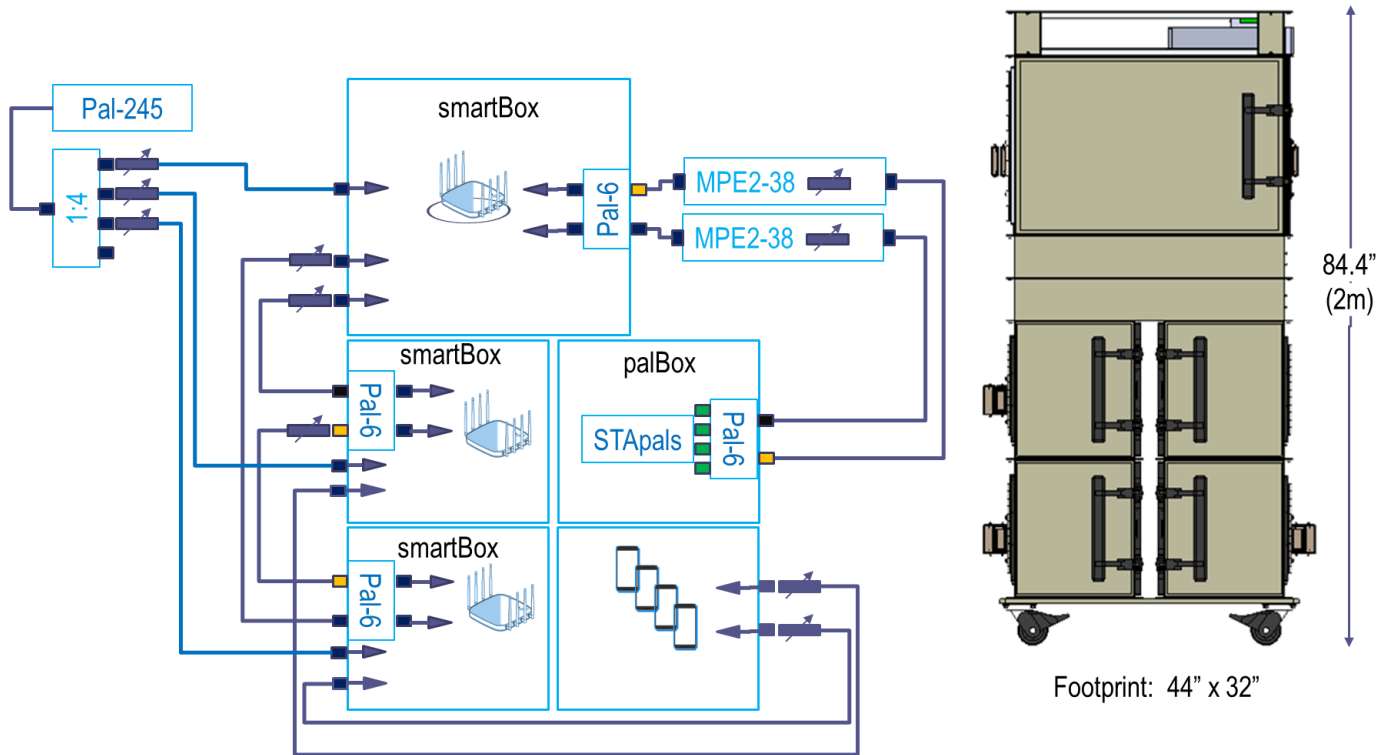 Pal-245
1:4
smartBox
Pal-6
MPE2-38
MPE2-38
smartBox
Pal-6
palBox
STApals
Pal-6
smartBox
Pal-6
84.4”
(2m)
Footprint: 44” x 32”